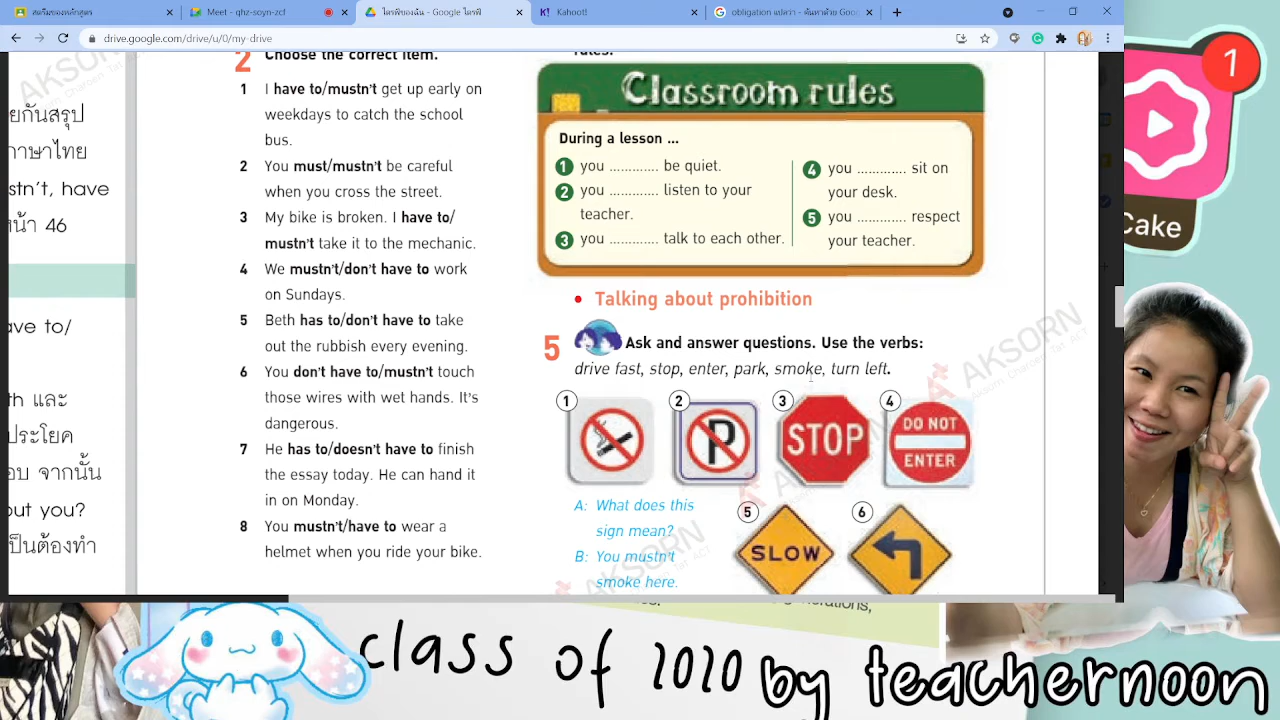 ส่งกล่องสมุด
Meet - qhz-soyn-zcf
ไดรฟ์ของฉัน - Google ไดรฟ์
Kahoot!
obligation แปลว่า
drive.google.com/drive/u/0/my-drive
ยกันสรุป
ภาษาไทย
stn't, have
หน้า 46
ave to/
th และ
ประโยค
อบ จากนั้น
out you?
เป็นต้องทำ
2 Choose the correct item.
1 I have to/mustn't get up early on
weekdays to catch the school
bus.
2 You must/mustn't be careful
when you cross the street.
3 My bike is broken. I have to/
mustn't take it to the mechanic.
4 We mustn't/don't have to work
on Sundays.
5 Beth has to/don't have to take
out the rubbish every evening.
6 You don't have to/mustn't touch
those wires with wet hands. It's
dangerous.
7 He has to/doesn't have to finish
the essay today. He can hand it
in on Monday.
8 You mustn't/have to wear a
helmet when you ride your bike.
rules.
Classroom rules
During a lesson ...
1 you ............. be quiet.
2 you ............. listen to your
teacher.
3 you ............. talk to each other.
4 you ............. sit on
your desk.
5 you ............. respect
your teacher.
• Talking about prohibition
5 Ask and answer questions. Use the verbs:
drive fast, stop, enter, park, smoke, turn left.
1
2
P
3
STOP
4
DO NOT
ENTER
A: What does this
sign mean?
B: You mustn't
smoke here.
5
SLOW
6
AKSORN
AKSORN
Aksorn Charoen Tat ACT
AKSORN
1
Cake
class of 2020 by teachernoon